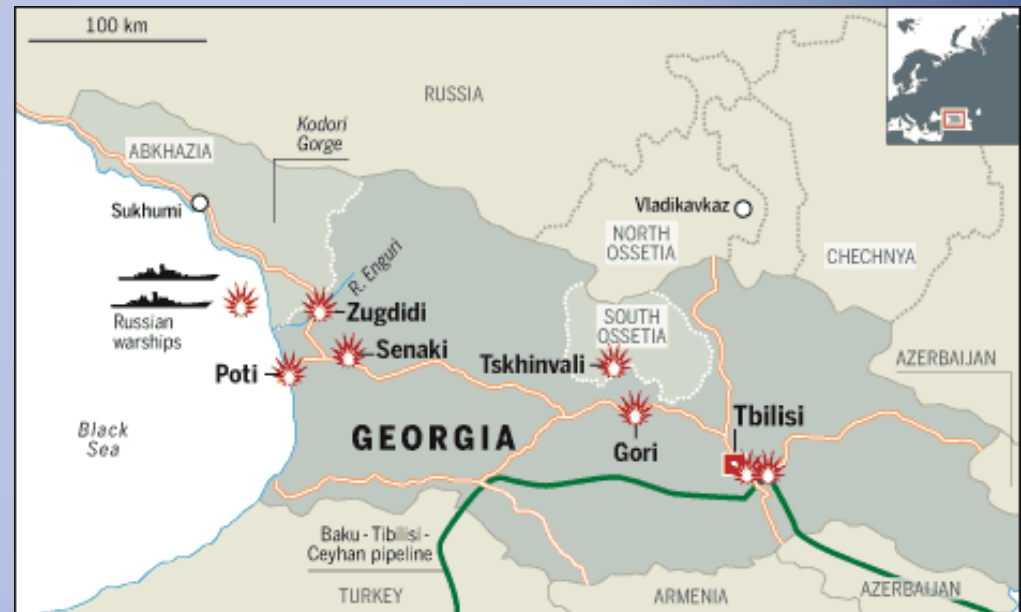 100 km
RUSSIA
Kodori
Gorge
ABKHAZIA
Sukhumi
Vladikavkaz
NORTH
OSSETIA
CHECHNYA
R. Enguri
Russian
warships
Zugdidi
SOUTH
OSSETIA
Senaki
Tskhinvali
AZERBAIJAN
Poti
Black
Sea
GEORGIA
Gori
Tbilisi
Baku - Tibilisi -
Ceyhan pipeline
TURKEY
ARMENIA
AZERBAIJAN